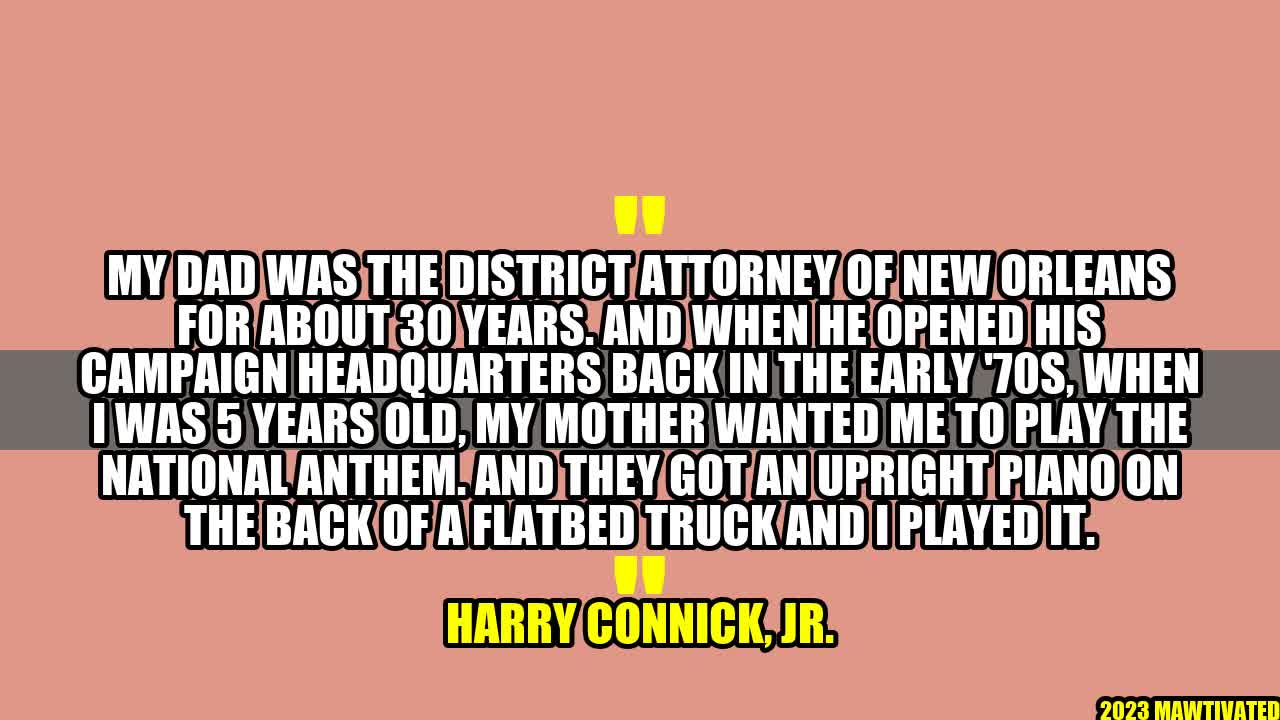 "
MY DAD WAS THE DISTRICT ATTORNEY OF NEW ORLEANS
FOR ABOUT 30 YEARS. AND WHEN HE OPENED HIS
CAMPAIGN HEADQUARTERS BACK IN THE EARLY '70S, WHEN
I WAS 5 YEARS OLD, MY MOTHER WANTED ME TO PLAY THE
NATIONAL ANTHEM. AND THEY GOT AN UPRIGHT PIANO ON
THE BACK OF A FLATBED TRUCK AND I PLAYED IT.
"
HARRY CONNICK, JR.
2023 MAWTIVATED